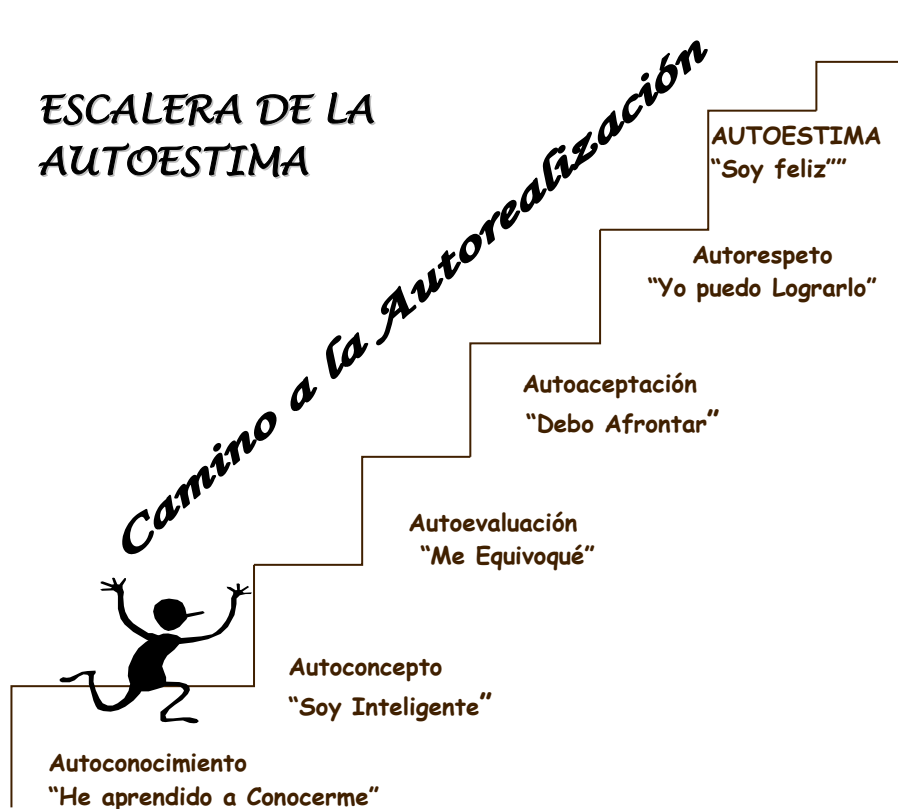 ESCALERA DE LA
AUTOESTIMA
Camino a la Autorealización
AUTOESTIMA
“Soy feliz””
Autorespeto
“Yo puedo Lograrlo”
Autoaceptación
“Debo Afrontar”
Autoevaluación
“Me Equivoqué”
Autoconcepto
“Soy Inteligente”
Autoconocimiento
“He aprendido a Conocerme”